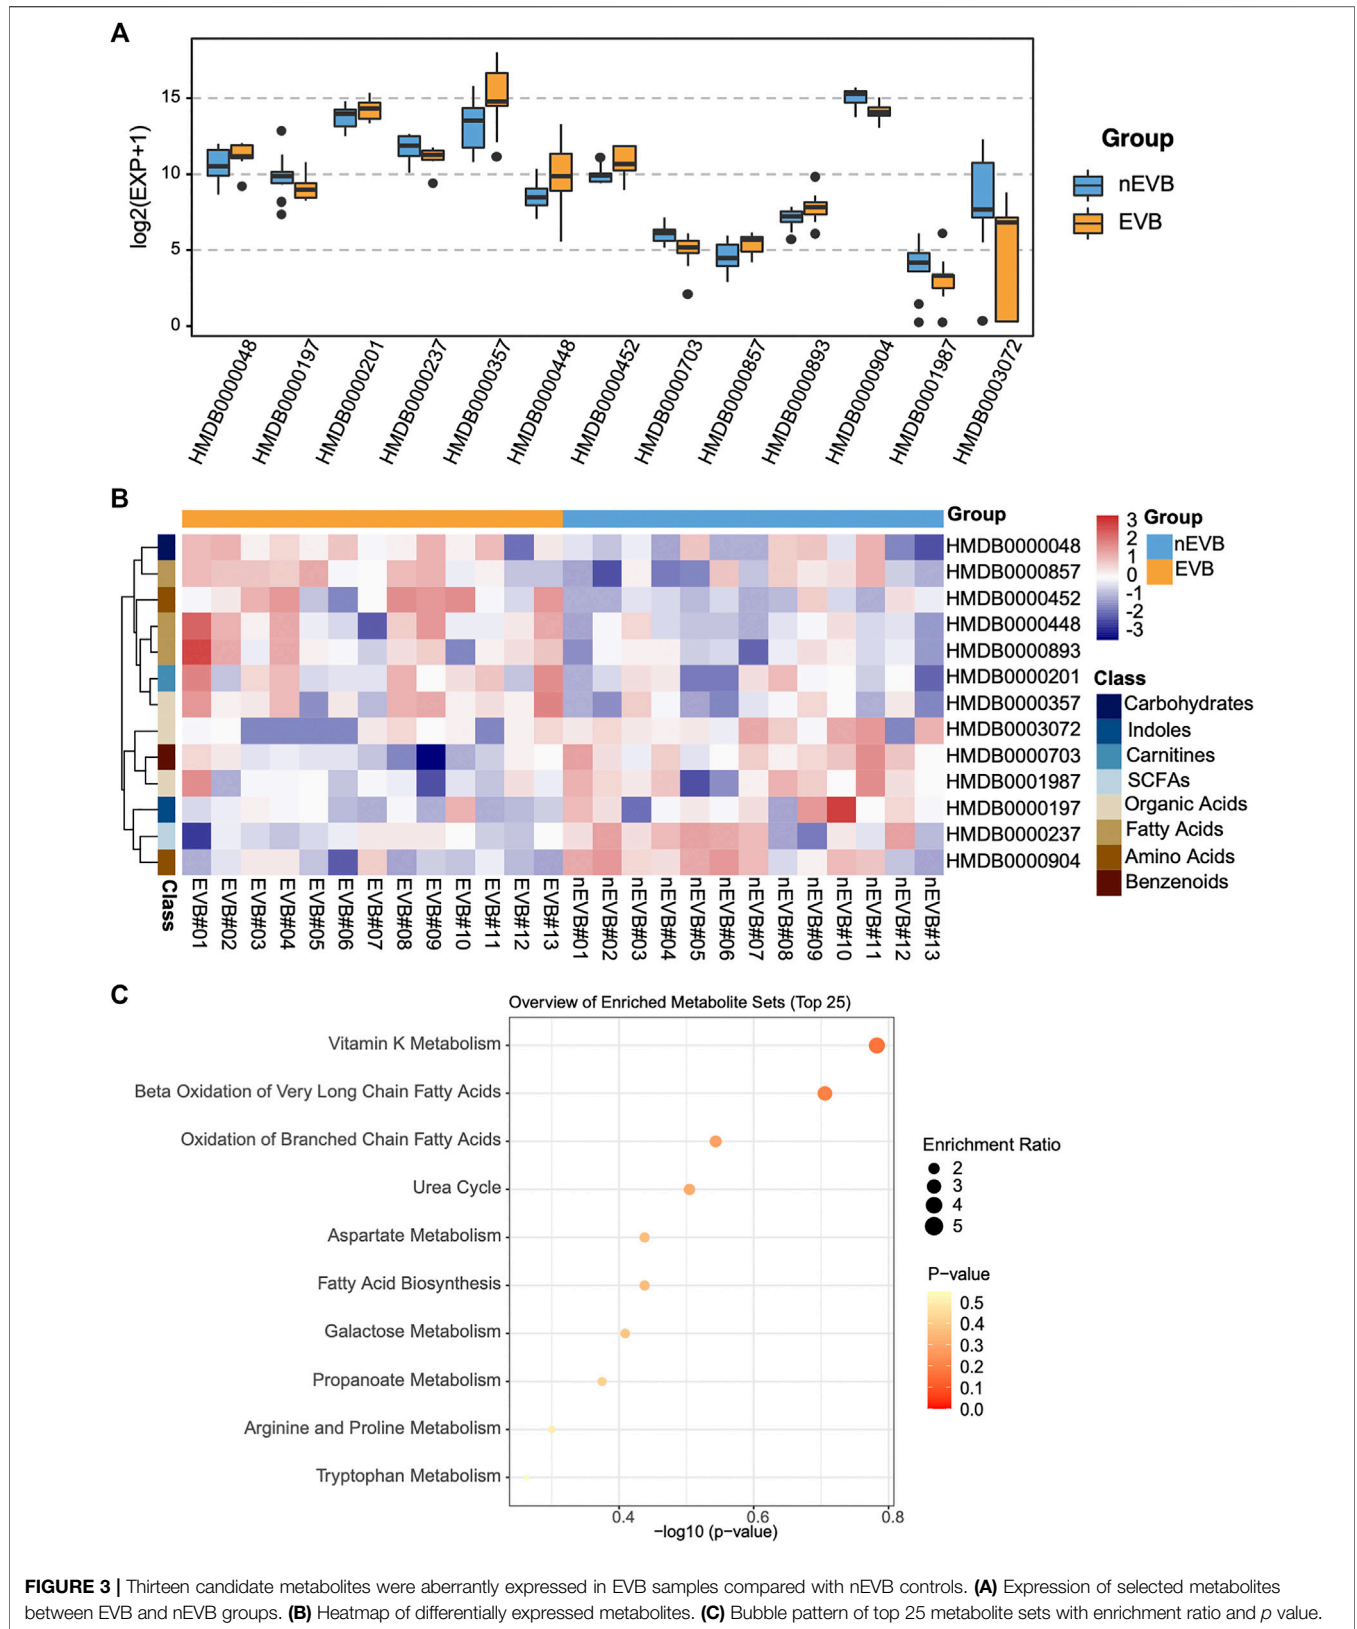 A
log2(EXP+1)
15
10
5
0
HMDB0000048
HMDB0000197
HMDB0000201
HMDB0000237
HMDB0000357
HMDB0000448
HMDB0000452
HMDB0000703
HMDB0000857
HMDB0000893
HMDB0000904
HMDB0001987
HMDB0003072
Group
nEVB
EVB
B
Group
HMDB0000048
HMDB0000857
HMDB0000452
HMDB0000448
HMDB0000893
HMDB0000201
HMDB0000357
HMDB0003072
HMDB0000703
HMDB0001987
HMDB0000197
HMDB0000237
HMDB0000904
Class
EVB#01
EVB#02
EVB#03
EVB#04
EVB#05
EVB#06
EVB#07
EVB#08
EVB#09
EVB#10
EVB#11
EVB#12
EVB#13
nEVB#01
nEVB#02
nEVB#03
nEVB#04
nEVB#05
nEVB#06
nEVB#07
nEVB#08
nEVB#09
nEVB#10
nEVB#11
nEVB#12
nEVB#13
3
2
1
0
-1
-2
-3
Group
nEVB
EVB
Class
Carbohydrates
Indoles
Carnitines
SCFAs
Organic Acids
Fatty Acids
Amino Acids
Benzenoids
C
Overview of Enriched Metabolite Sets (Top 25)
Vitamin K Metabolism
Beta Oxidation of Very Long Chain Fatty Acids
Oxidation of Branched Chain Fatty Acids
Urea Cycle
Aspartate Metabolism
Fatty Acid Biosynthesis
Galactose Metabolism
Propanoate Metabolism
Arginine and Proline Metabolism
Tryptophan Metabolism
0.4
0.6
0.8
−log10 (p−value)
Enrichment Ratio
2
3
4
5
P−value
0.5
0.4
0.3
0.2
0.1
0.0
FIGURE 3 | Thirteen candidate metabolites were aberrantly expressed in EVB samples compared with nEVB controls. (A) Expression of selected metabolites
between EVB and nEVB groups. (B) Heatmap of differentially expressed metabolites. (C) Bubble pattern of top 25 metabolite sets with enrichment ratio and p value.